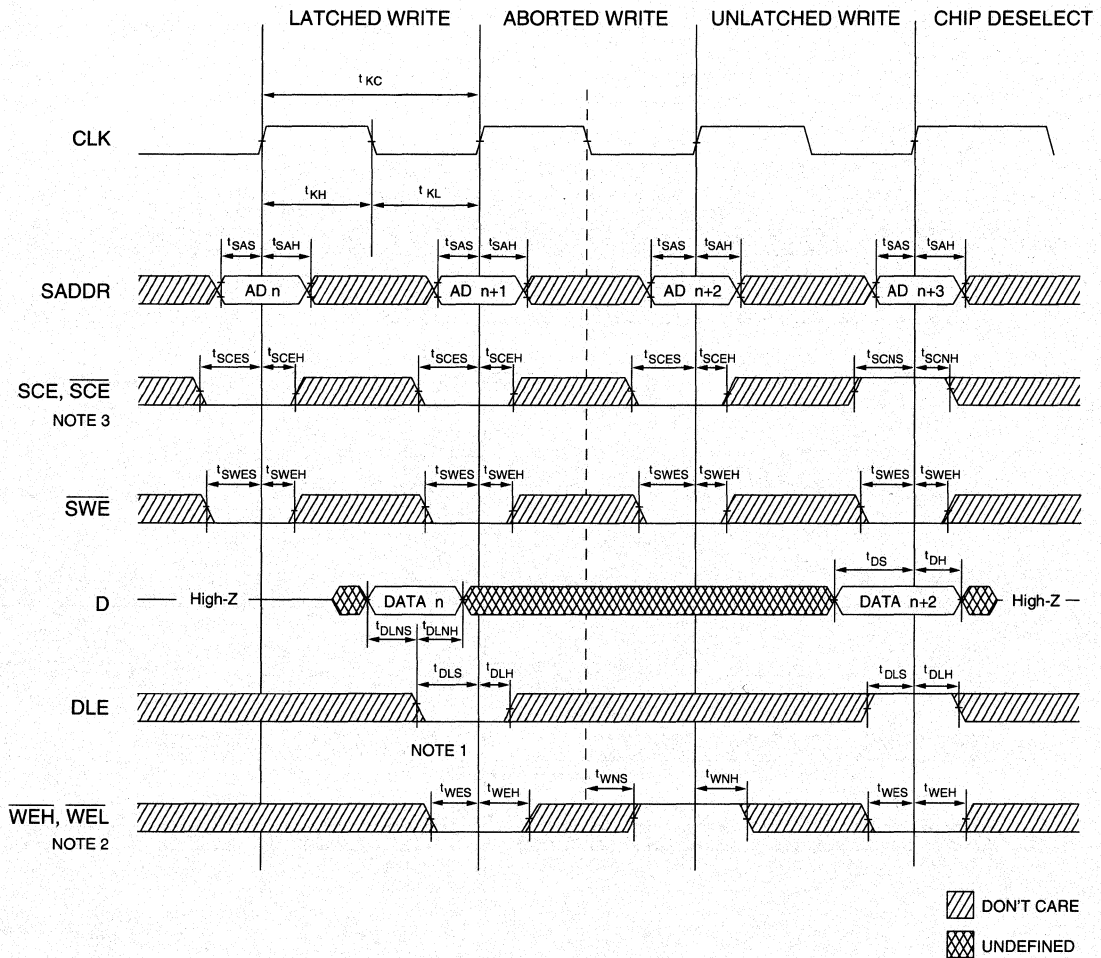 LATCHED WRITE ABORTED WRITE UNLATCHED WRITE CHIP DESELECT
tKC
CLK
tKH tKL
tSAS tSAH tSAS tSAH tSAS tSAH tSAS tSAH
SADDR AD n AD n+1 AD n+2 AD n+3
tSCES tSCEH tSCES tSCEH tSCES tSCEH tSCNS tSCNH
SCE, SCE
NOTE 3
tSWES tSWEH tSWES tSWEH tSWES tSWEH tSWES tSWEH
SWE
tDS tDH
D High-Z DATA n DATA n+2 High-Z
tDLNS tDLNH
tDLS tDLH tDLS tDLH
DLE
NOTE 1
tWES tWEH tWNS tWNH tWES tWEH
WEH, WEL
NOTE 2
DON'T CARE
UNDEFINED